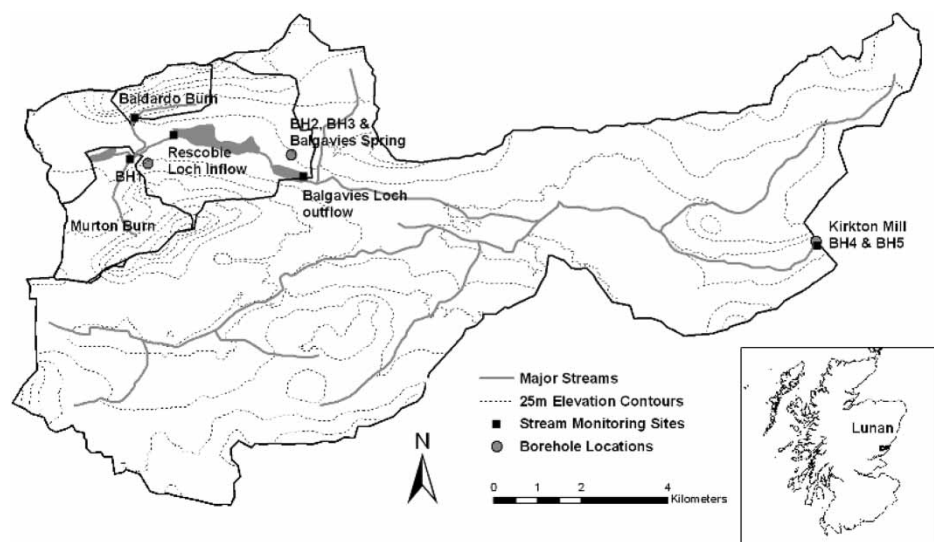 Baldardo Burn
BH2, BH3 &
Balgavies Spring
Rescobie
Loch Inflow
BH1
Balgavies Loch
outflow
Murton Burn
Kirkton Mill
BH4 & BH5
Major Streams
25m Elevation Contours
Stream Monitoring Sites
Borehole Locations
N
0 1 2 4
Kilometers
Lunan